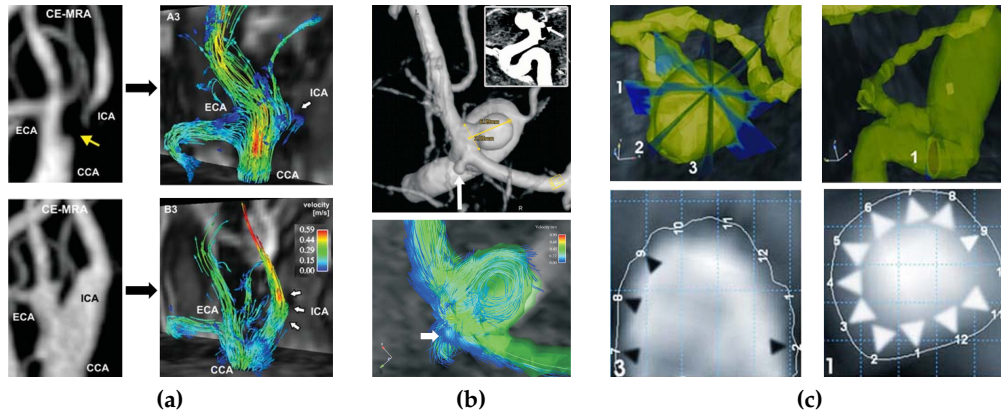 CE-MRA
ECA
CCA
A3
ICA
ECA
CCA
CE-MRA
ICA
ECA
CCA
B3
velocity
[m/s]
0.59
0.44
0.29
0.15
0.00
ECA
ICA
CCA
(a)
R
(b)
1
2
3
1
9
10
11
12
8
1
7
2
3
7
8
6
9
5
4
3
11
2
1
12
1
(c)